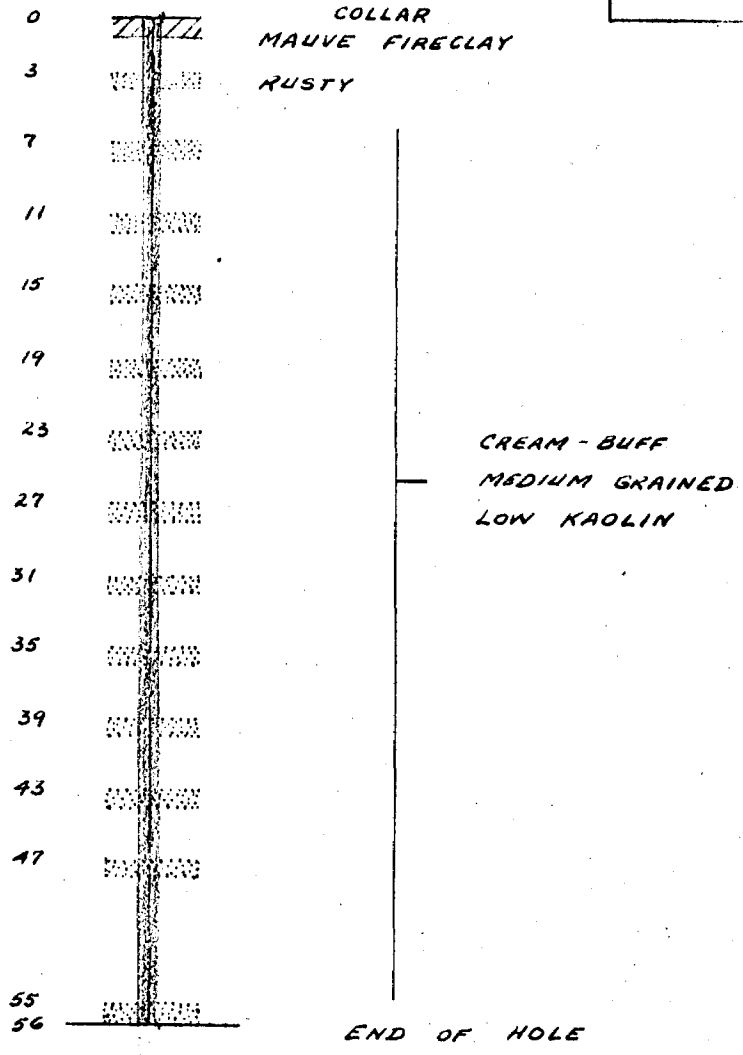 0 COLLAR
MAUVE FIRECLAY
3 RUSTY
7
11
15
19
23 CREAM - BUFF
MEDIUM GRAINED
27 LOW KAOLIN
31
35
39
43
47
55
56 END OF HOLE